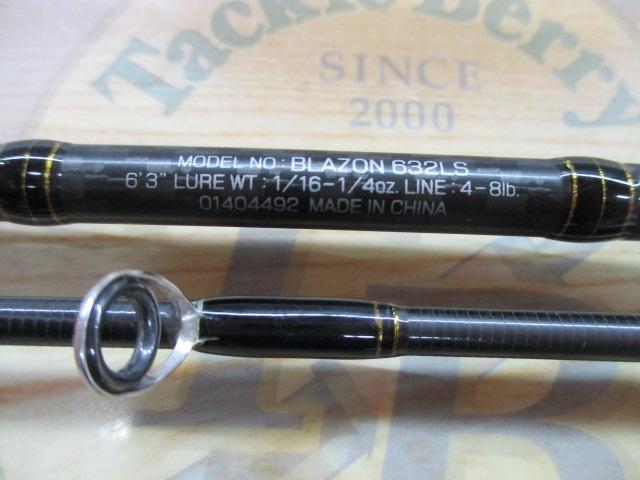 Tackle Berry
SINCE
2000
MODEL NO : BLAZON 632LS
6'3" LURE WT : 1/16-1/4oz. LINE : 4-8lb.
01404492 MADE IN CHINA